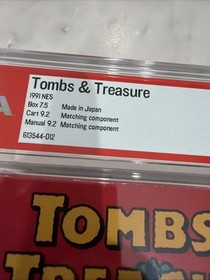 A
Tombs & Treasure
1991 NES
Box 7.5 Made in Japan
Cart 9.2 Matching component
Manual 9.2 Matching component
613544-012
TOMBS
TREASURE